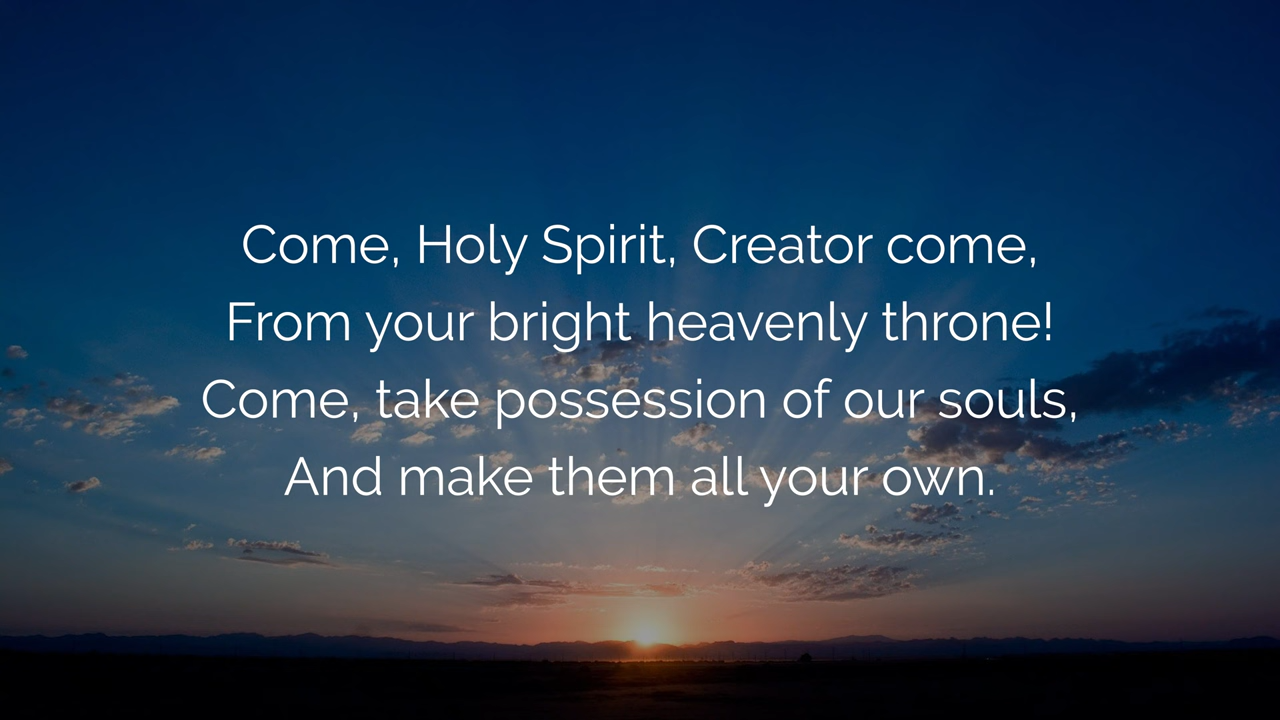 Come, Holy Spirit, Creator come,
From your bright heavenly throne!
Come, take possession of our souls,
And make them all your own.